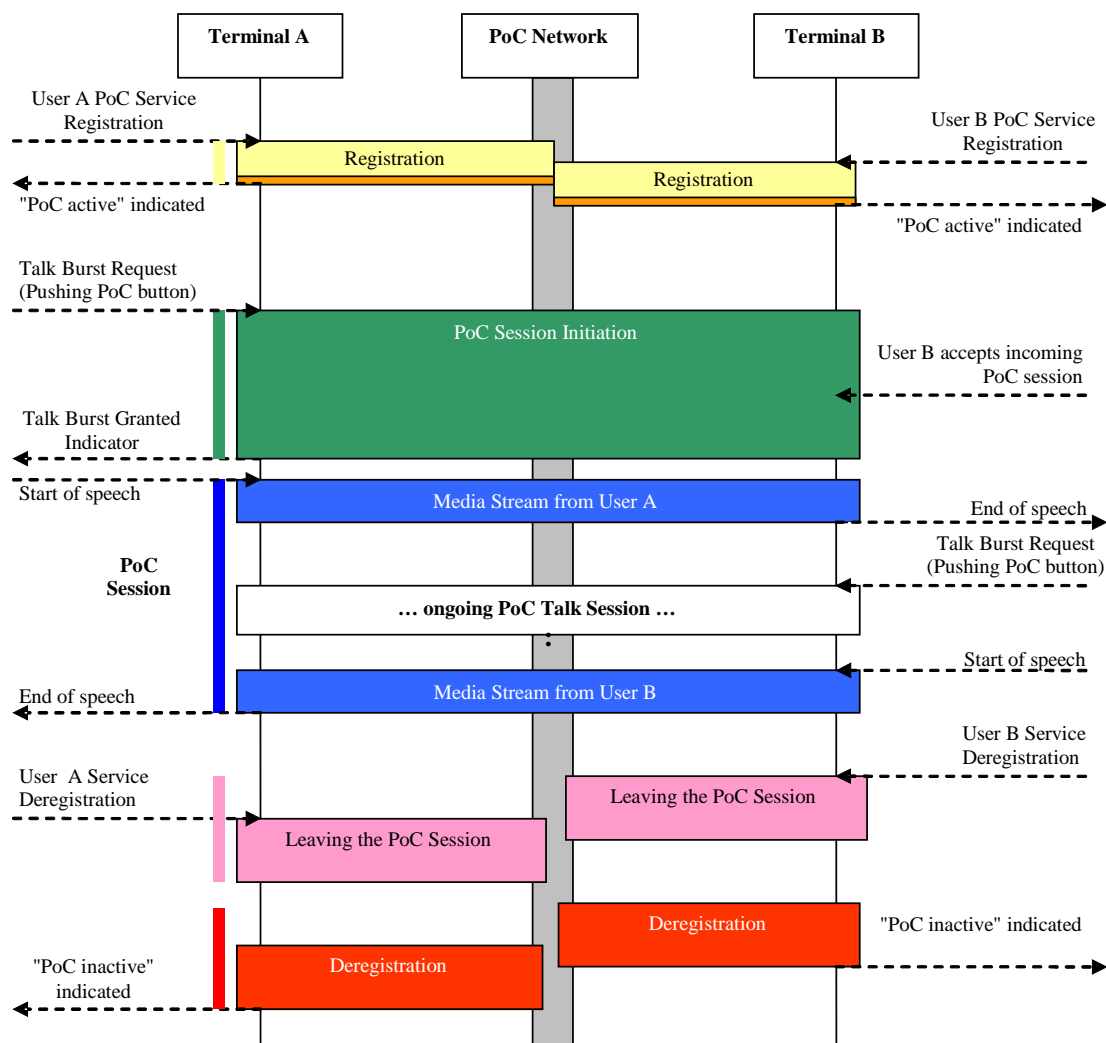 Terminal A
PoC Network
Terminal B
User A PoC Service
Registration
User B PoC Service
Registration
Registration
Registration
"PoC active" indicated
"PoC active" indicated
Talk Burst Request
(Pushing PoC button)
PoC Session Initiation
User B accepts incoming
PoC session
Talk Burst Granted
Indicator
Start of speech
Media Stream from User A
End of speech
Talk Burst Request
(Pushing PoC button)
PoC
Session
… ongoing PoC Talk Session …
:
Start of speech
Media Stream from User B
End of speech
User B Service
Deregistration
User A Service
Deregistration
Leaving the PoC Session
Leaving the PoC Session
Deregistration
"PoC inactive" indicated
Deregistration
"PoC inactive"
indicated